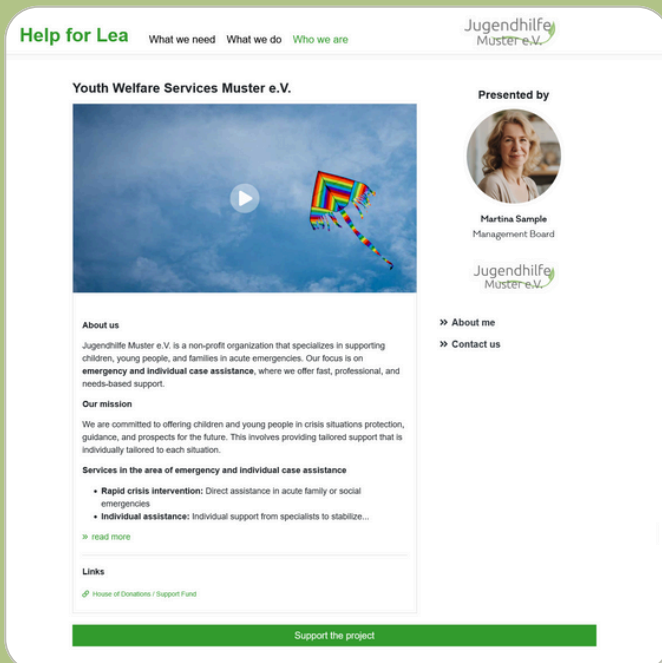 Help for Lea
What we need What we do Who we are
Jugendhilfe
Muster e.V.
Youth Welfare Services Muster e.V.
Presented by
Martina Sample
Management Board
Jugendhilfe
Muster e.V.
» About me
» Contact us
About us
Jugendhilfe Muster e.V. is a non-profit organization that specializes in supporting
children, young people, and families in acute emergencies. Our focus is on
emergency and individual case assistance, where we offer fast, professional, and
needs-based support.
Our mission
We are committed to offering children and young people in crisis situations protection,
guidance, and prospects for the future. This involves providing tailored support that is
individually tailored to each situation.
Services in the area of emergency and individual case assistance
• Rapid crisis intervention: Direct assistance in acute family or social
emergencies
• Individual assistance: Individual support from specialists to stabilize...
» read more
Links
House of Donations / Support Fund
Support the project